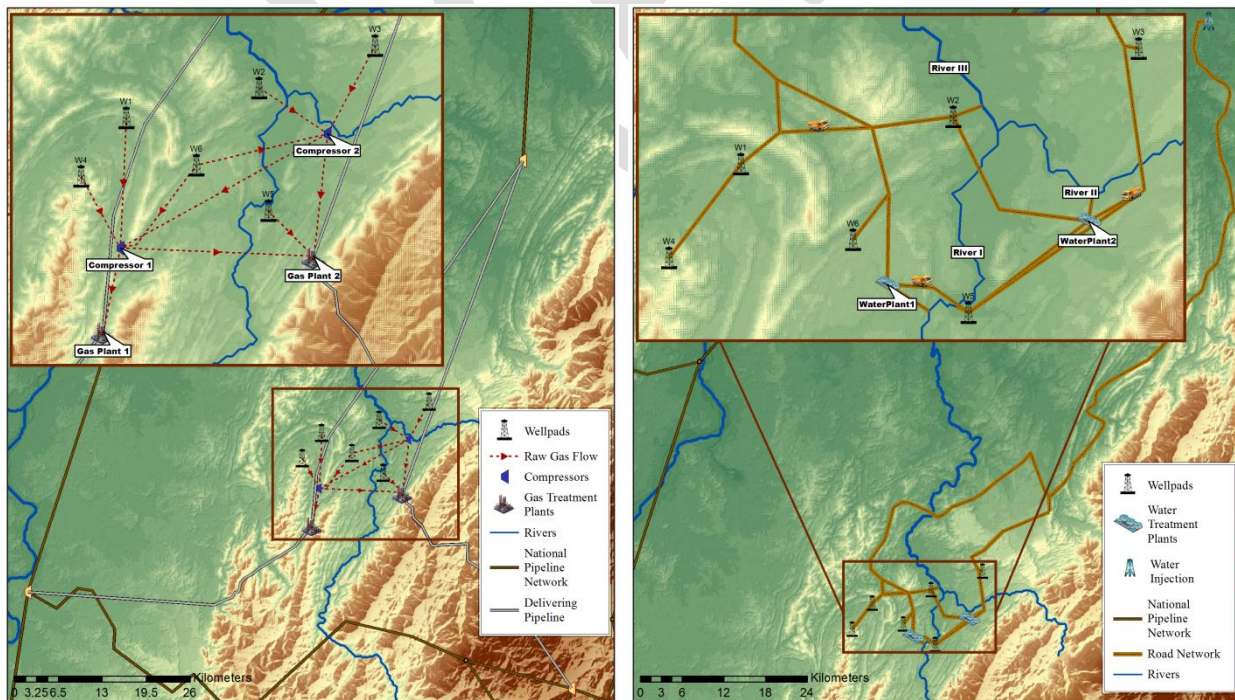 W3
W2
W1
Compressor 2
W6
W4
W5
Compressor 1
Gas Plant 2
Gas Plant 1
Wellpads
Raw Gas Flow
Compressors
Gas Treatment
Plants
Rivers
National
Pipeline
Network
Delivering
Pipeline
Kilometers
0 3.25 6.5 13 19.5 26
W3
River III
W2
W1
River II
W6
WaterPlant2
W4
River I
WaterPlant1
W5
Wellpads
Water
Treatment
Plants
Water
Injection
National
Pipeline
Network
Road Network
Rivers
Kilometers
0 3 6 12 18 24